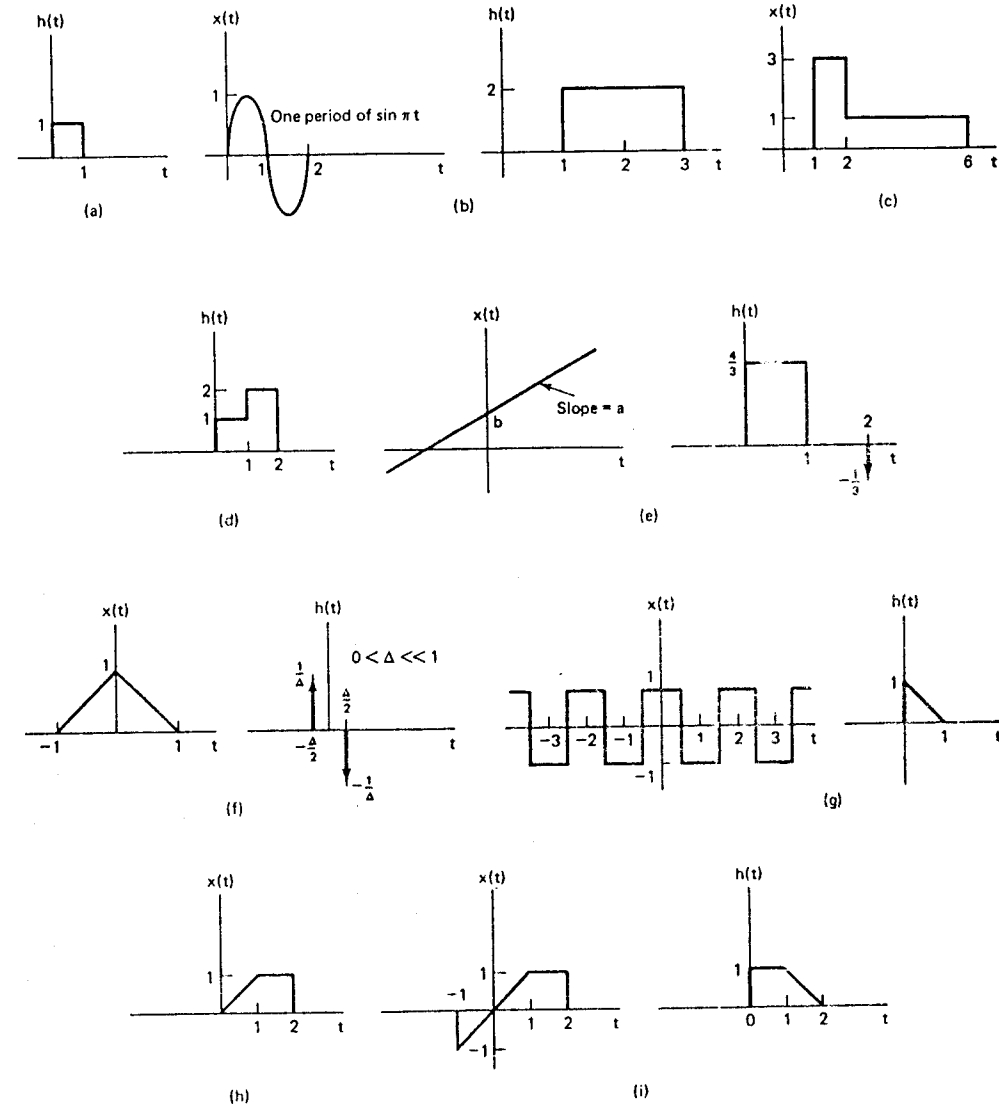 h(t)
1
1
t
(a)
x(t)
1
One period of sin π t
1
2
t
(b)
h(t)
2
1
2
3
t
x(t)
3
1
1
2
6
t
(c)
h(t)
2
1
1
2
t
(d)
x(t)
b
Slope = a
t
(e)
h(t)
4/3
1
2
t
-1/3
x(t)
1
-1
1
t
(f)
h(t)
0 < Δ << 1
1/Δ
Δ/2
-Δ/2
t
-1/Δ
x(t)
1
-3
-2
-1
1
2
3
t
-1
(g)
h(t)
1
1
t
x(t)
1
1
2
t
(h)
x(t)
1
-1
1
2
t
-1
(i)
h(t)
1
0
1
2
t